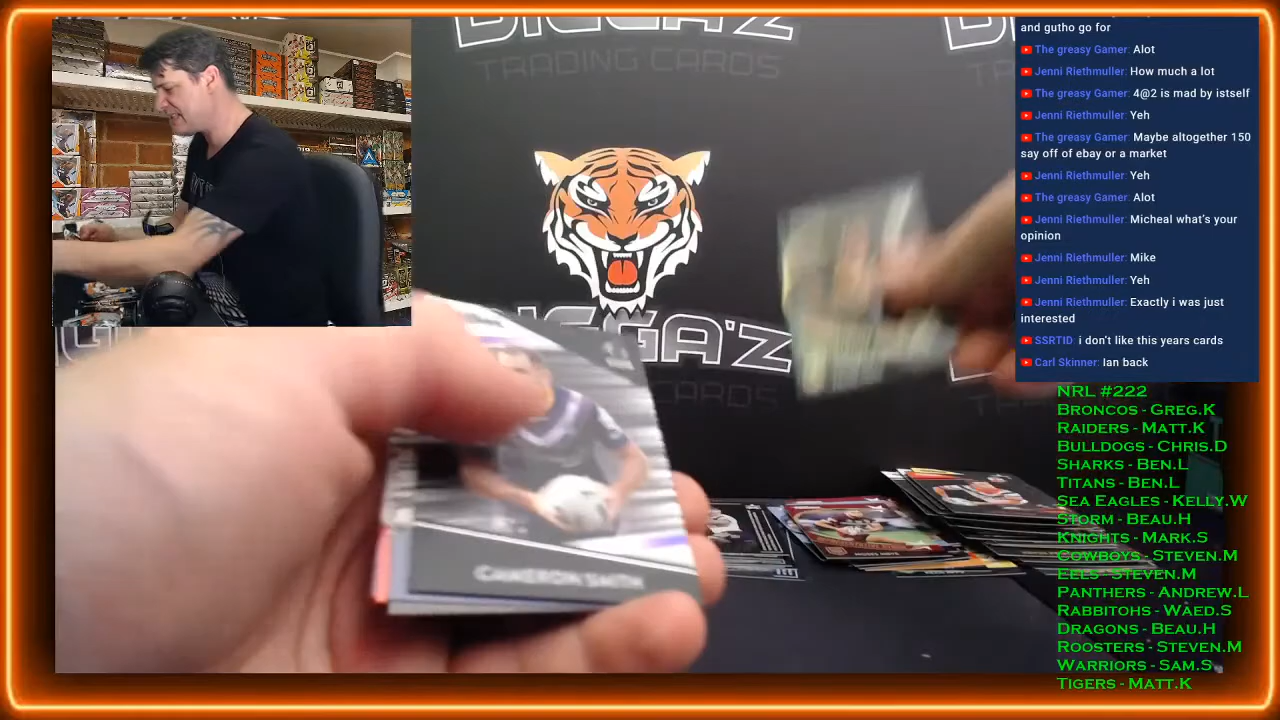 BIGGA'Z
TRADING CARDS
BIGGA'Z
CARDS
CAMERON SMITH
and gutho go for
The greasy Gamer: Alot
Jenni Riethmuller: How much a lot
The greasy Gamer: 4@2 is mad by istself
Jenni Riethmuller: Yeh
The greasy Gamer: Maybe altogether 150
say off of ebay or a market
Jenni Riethmuller: Yeh
The greasy Gamer: Alot
Jenni Riethmuller: Micheal what's your
opinion
Jenni Riethmuller: Mike
Jenni Riethmuller: Yeh
Jenni Riethmuller: Exactly i was just
interested
SSRTID: i don't like this years cards
Carl Skinner: Ian back
NRL #222
Broncos - Greg.K
Raiders - Matt.K
Bulldogs - Chris.D
Sharks - Ben.L
Titans - Ben.L
Sea Eagles - Kelly.W
Storm - Beau.H
Knights - Mark.S
Cowboys - Steven.M
Eels - Steven.M
Panthers - Andrew.L
Rabbitohs - Waed.S
Dragons - Beau.H
Roosters - Steven.M
Warriors - Sam.S
Tigers - Matt.K